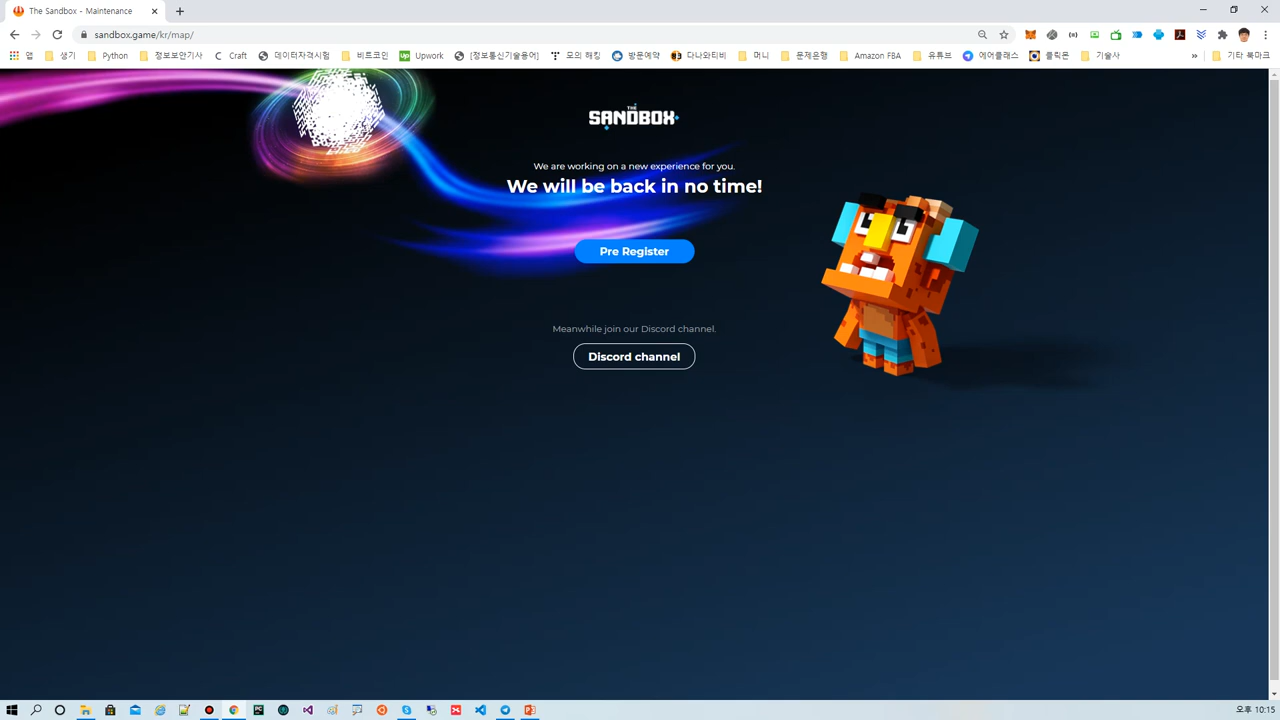 The Sandbox - Maintenance
sandbox.game/kr/map/
앱 생기 Python 정보보안기사 Craft 데이터자격시험 비트코인 Upwork [정보통신기술용어] 모의 해킹 방문예약 다나와티비 머니 문제은행 Amazon FBA 유튜브 에어클래스 클릭몬 기술사 » 기타 북마크
THE
SANDBOX
We are working on a new experience for you.
We will be back in no time!
Pre Register
Meanwhile join our Discord channel.
Discord channel
오후 10:15